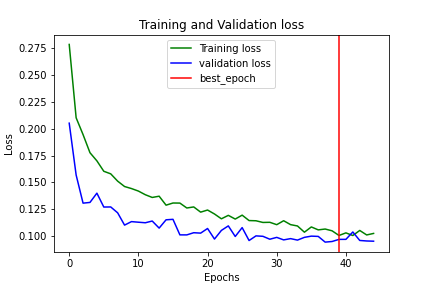 Training and Validation loss
Training loss
validation loss
best_epoch
0.275
0.250
0.225
0.200
0.175
0.150
0.125
0.100
Loss
0 10 20 30 40
Epochs